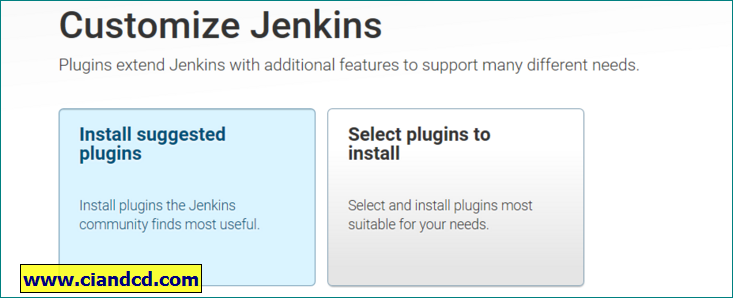 Customize Jenkins
Plugins extend Jenkins with additional features to support many different needs.
Install suggested
plugins
Install plugins the Jenkins
community finds most useful.
Select plugins to
install
Select and install plugins most
suitable for your needs.
www.ciandcd.com